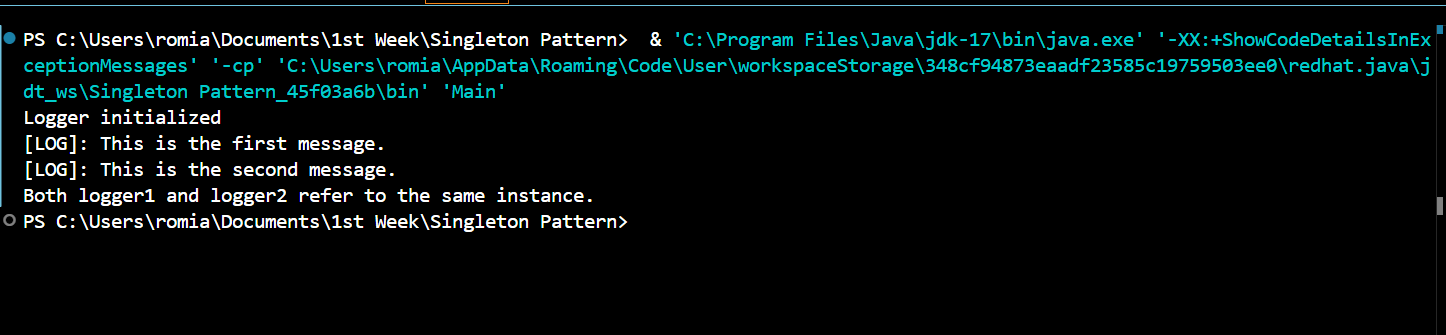 PS C:\Users\romia\Documents\1st Week\Singleton Pattern>  & 'C:\Program Files\Java\jdk-17\bin\java.exe' '-XX:+ShowCodeDetailsInEx
ceptionMessages' '-cp' 'C:\Users\romia\AppData\Roaming\Code\User\workspaceStorage\348cf94873eaadf23585c19759503ee0\redhat.java\j
dt_ws\Singleton Pattern_45f03a6b\bin' 'Main'
Logger initialized
[LOG]: This is the first message.
[LOG]: This is the second message.
Both logger1 and logger2 refer to the same instance.
PS C:\Users\romia\Documents\1st Week\Singleton Pattern>